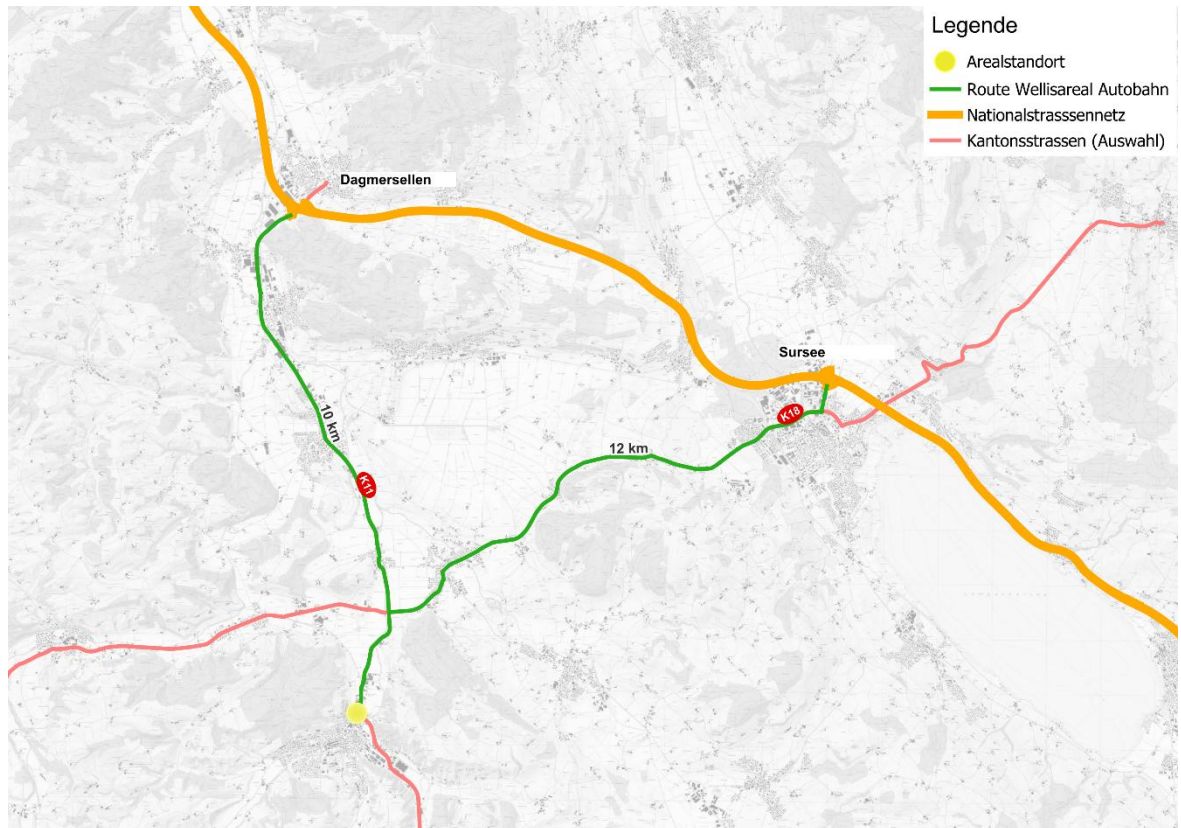 Legende
Arealstandort
Route Wellisareal Autobahn
Nationalstrasssennetz
Kantonsstrassen (Auswahl)
Dagmersellen
Sursee
K18
10 km
12 km
K11